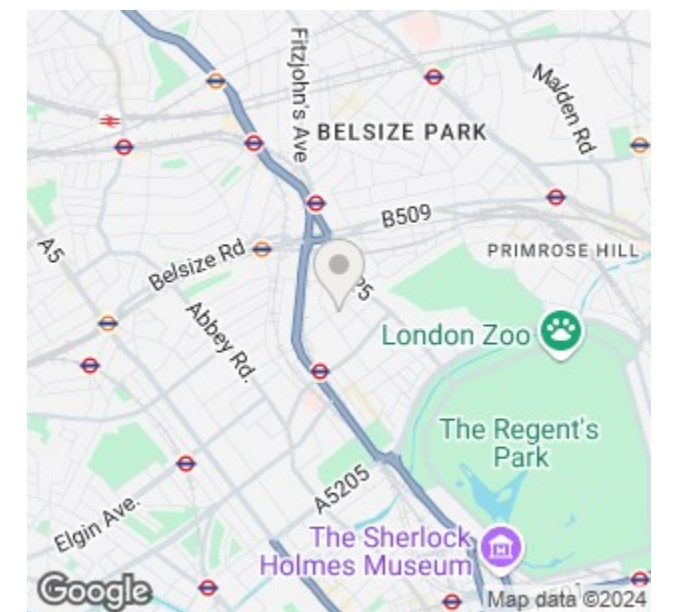 Fitzjohn's Ave
Malden Rd
BELSIZE PARK
B509
A5
Belsize Rd
PRIMROSE HILL
Abbey Rd.
London Zoo
The Regent's
Park
A5205
Elgin Ave.
The Sherlock
Holmes Museum
Google
Map data ©2024